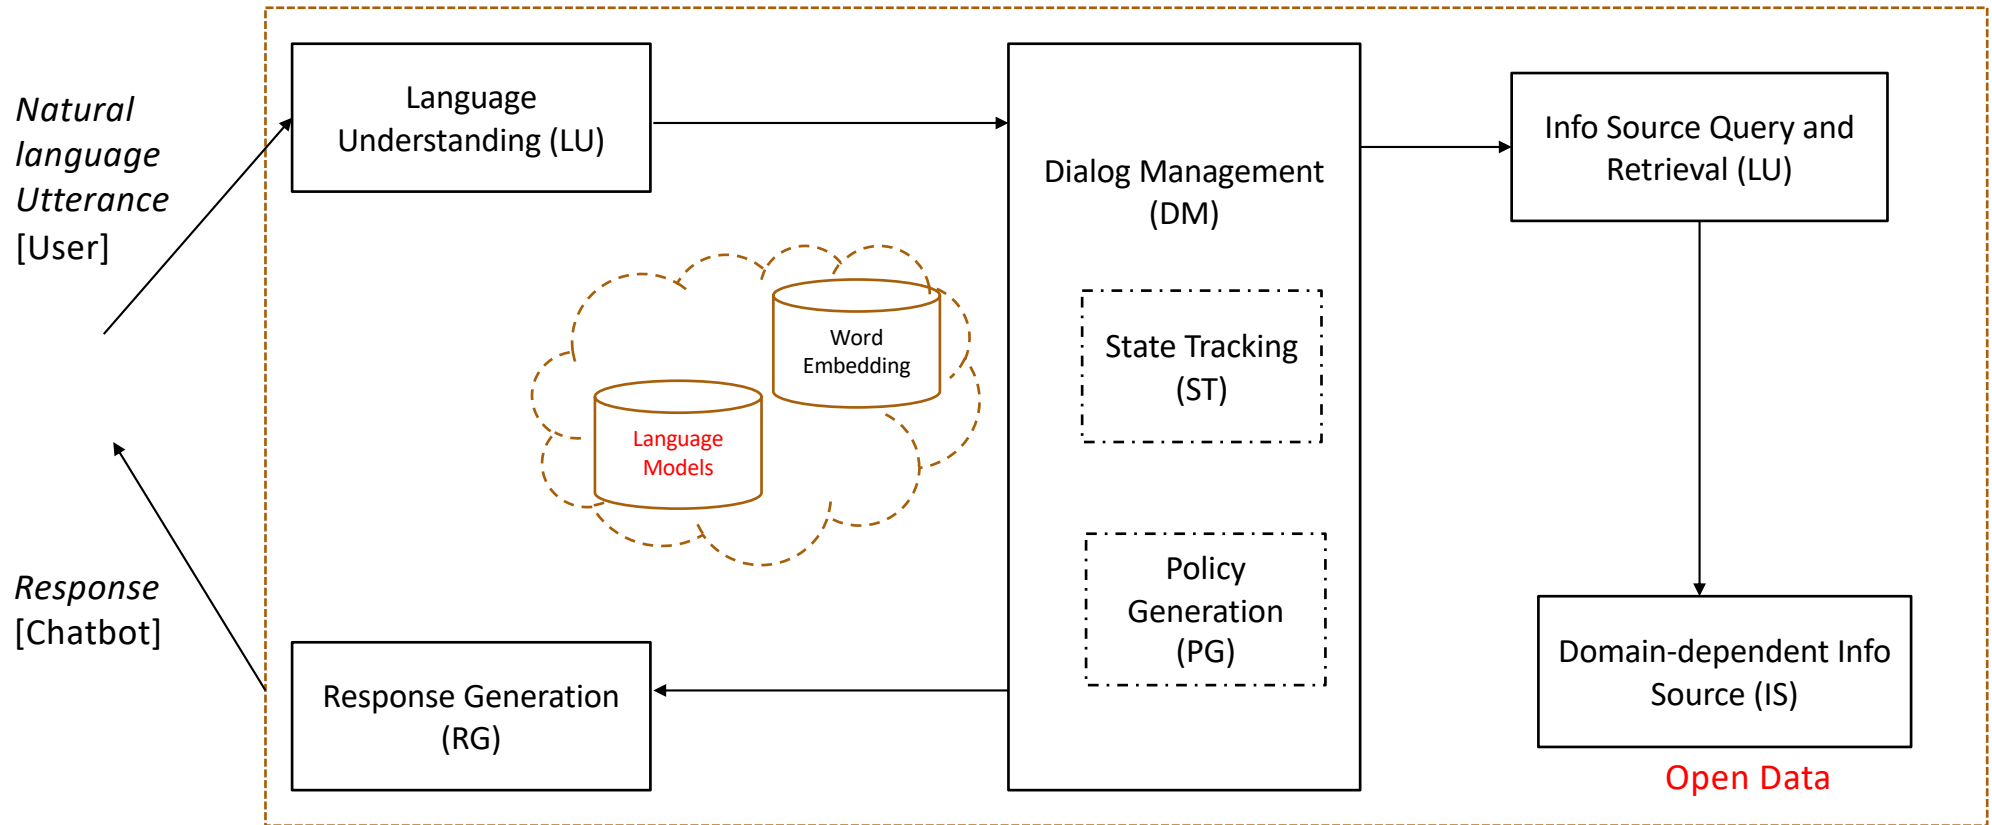 Natural
language
Utterance
[User]
Language
Understanding (LU)
Dialog Management
(DM)
Info Source Query and
Retrieval (LU)
Word
Embedding
Language
Models
State Tracking
(ST)
Policy
Generation
(PG)
Response
[Chatbot]
Response Generation
(RG)
Domain-dependent Info
Source (IS)
Open Data